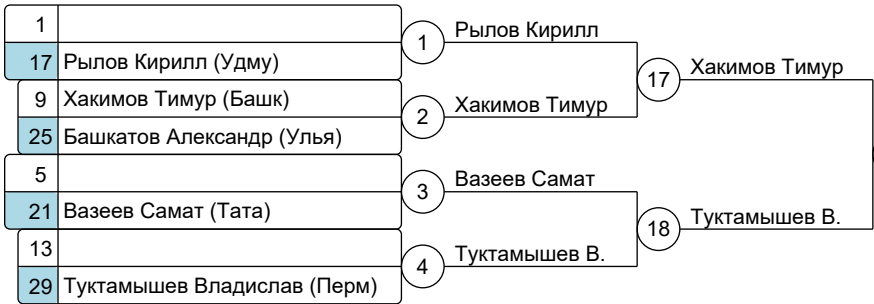 1
17 Рылов Кирилл (Удму)
1 Рылов Кирилл
9 Хакимов Тимур (Башк)
25 Башкатов Александр (Улья)
2 Хакимов Тимур
17 Хакимов Тимур
5
21 Вазеев Самат (Тата)
3 Вазеев Самат
13
29 Туктамышев Владислав (Перм)
4 Туктамышев В.
18 Туктамышев В.